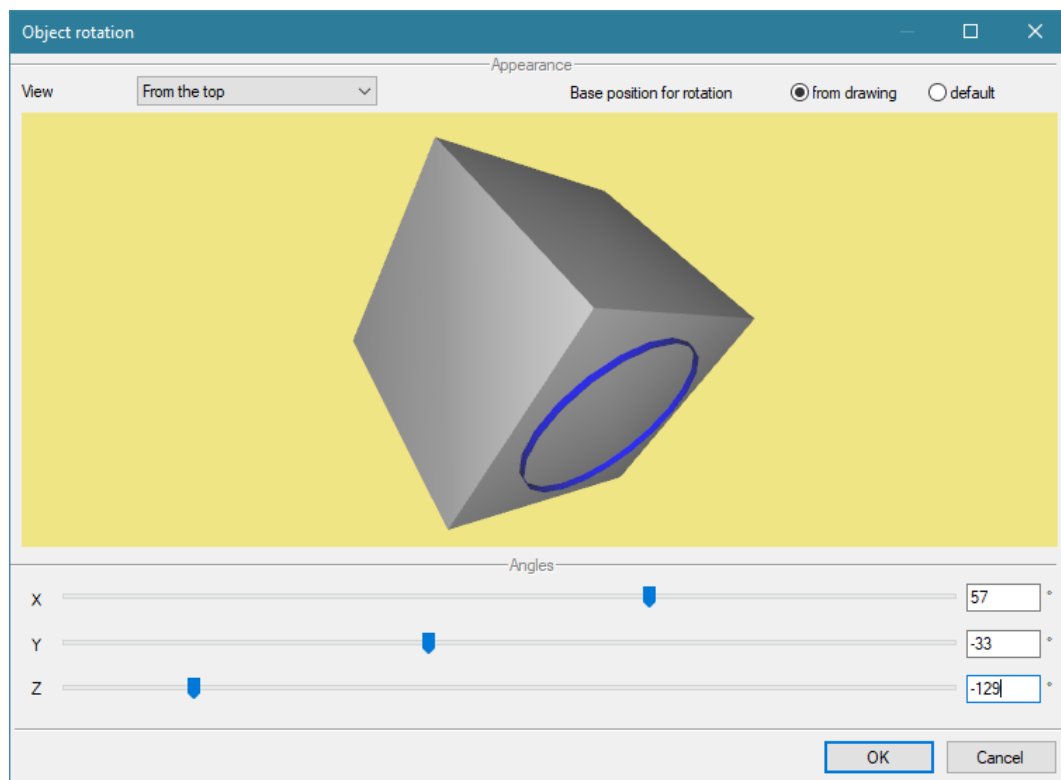 Object rotation
Appearance
View From the top Base position for rotation from drawing default
Angles
X 57 °
Y -33 °
Z -129 °
OK Cancel